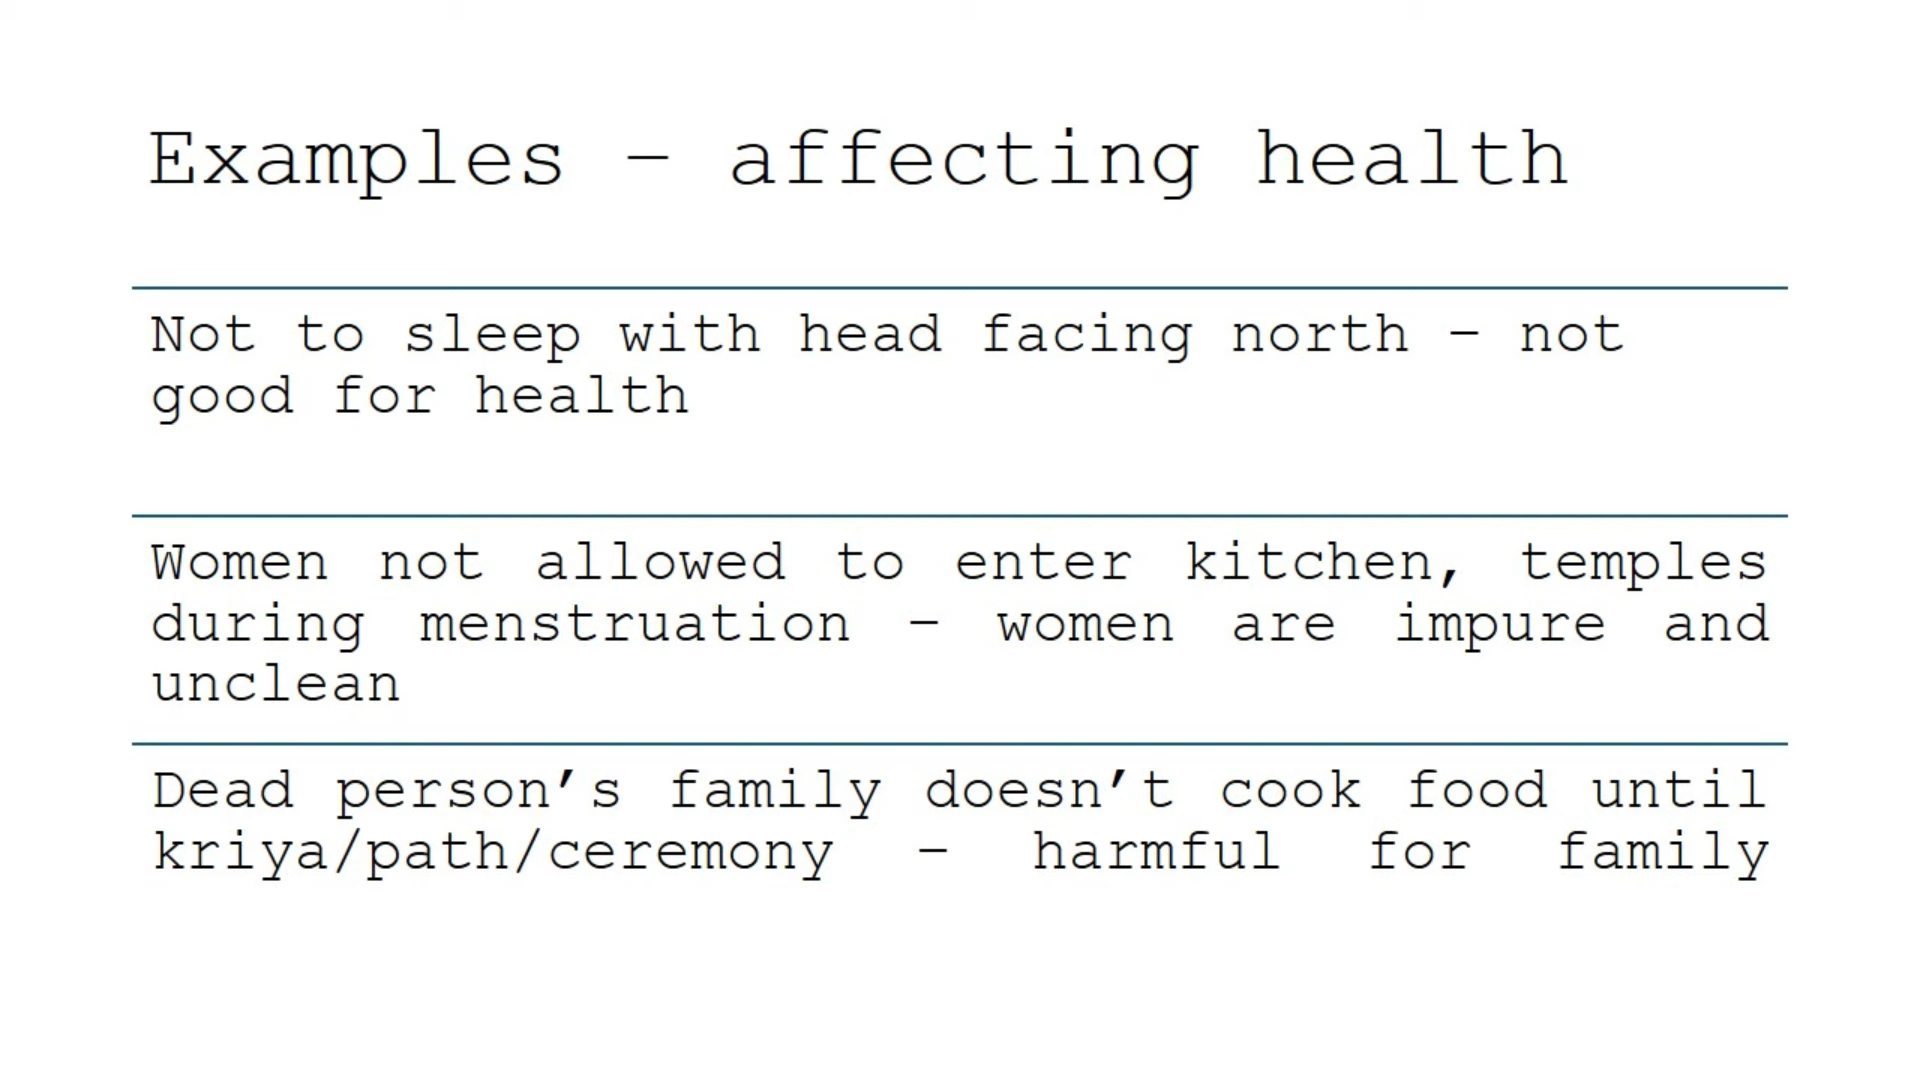 Examples – affecting health
Not to sleep with head facing north – not
good for health
Women not allowed to enter kitchen, temples
during menstruation – women are impure and
unclean
Dead person’s family doesn’t cook food until
kriya/path/ceremony – harmful for family